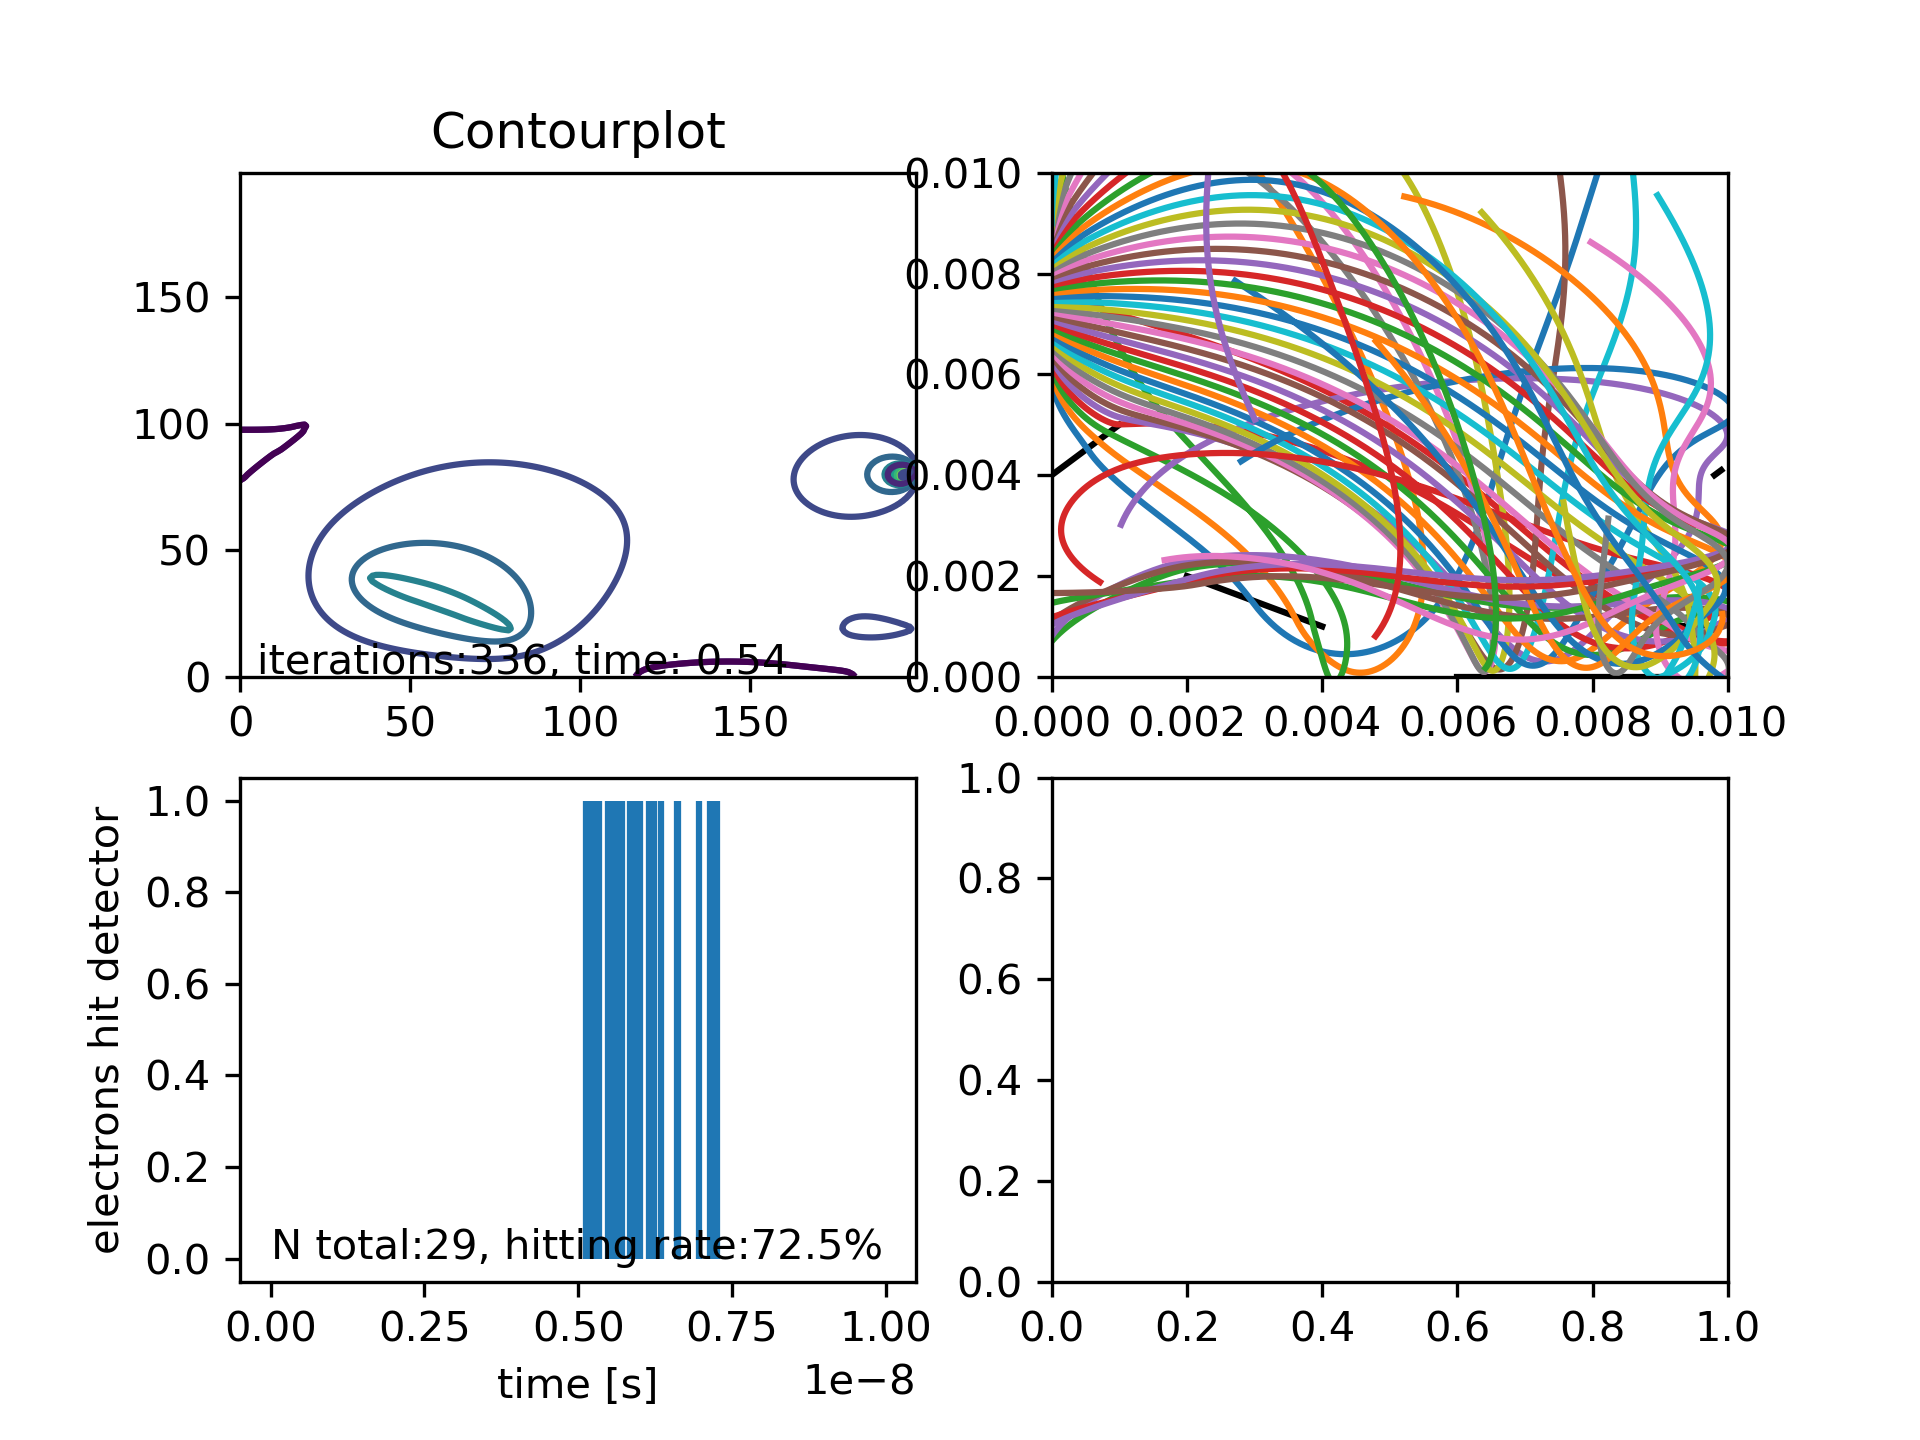 Contourplot
150
100
50
0
0 50 100 150
iterations:336, time: 0.54
0.010
0.008
0.006
0.004
0.002
0.000
0.000 0.002 0.004 0.006 0.008 0.010
electrons hit detector
1.0
0.8
0.6
0.4
0.2
0.0
N total:29, hitting rate:72.5%
0.00 0.25 0.50 0.75 1.00
time [s]
1e−8
1.0
0.8
0.6
0.4
0.2
0.0
0.0 0.2 0.4 0.6 0.8 1.0